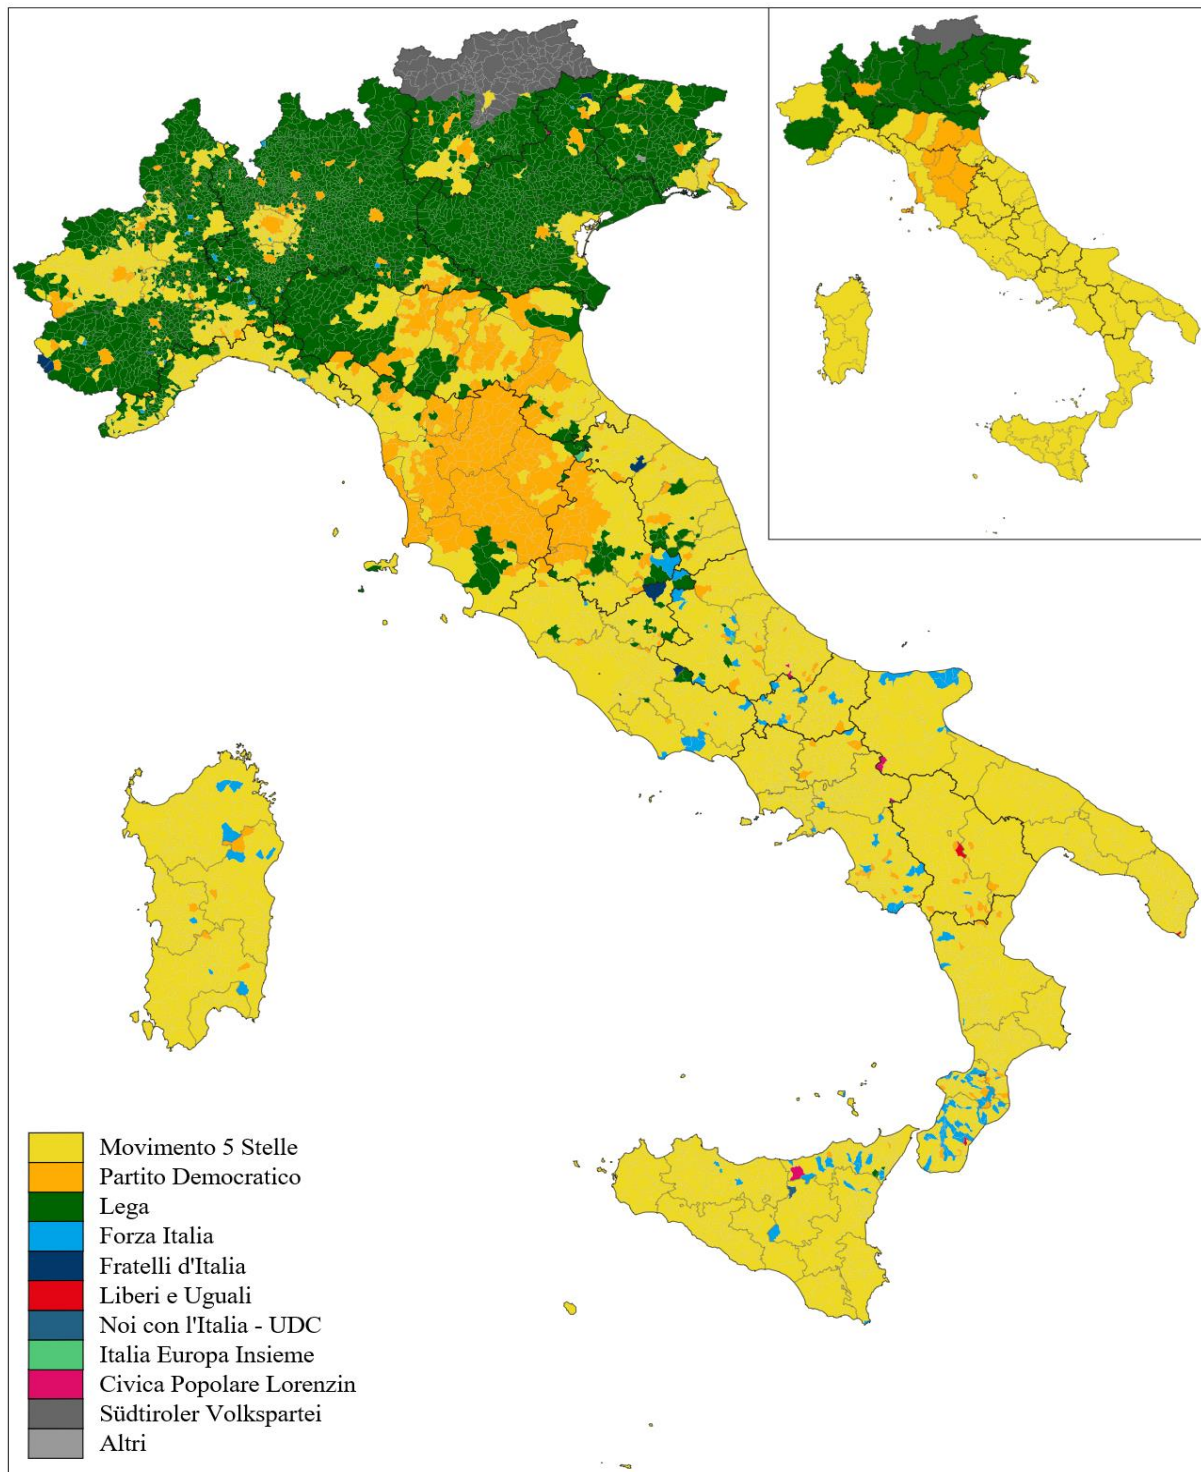 Movimento 5 Stelle
Partito Democratico
Lega
Forza Italia
Fratelli d'Italia
Liberi e Uguali
Noi con l'Italia - UDC
Italia Europa Insieme
Civica Popolare Lorenzin
Südtiroler Volkspartei
Altri